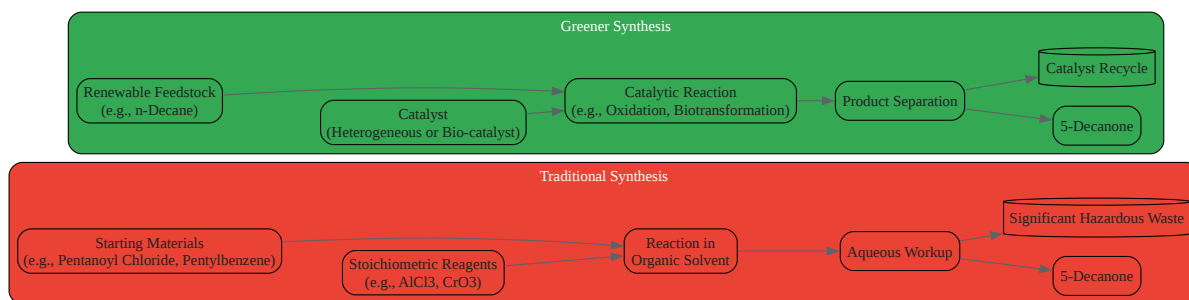 Greener Synthesis
Renewable Feedstock
(e.g., n-Decane)
Catalyst
(Heterogeneous or Bio-catalyst)
Catalytic Reaction
(e.g., Oxidation, Biotransformation)
Product Separation
Catalyst Recycle
5-Decanone
Traditional Synthesis
Starting Materials
(e.g., Pentanoyl Chloride, Pentylbenzene)
Stoichiometric Reagents
(e.g., AlCl3, CrO3)
Reaction in
Organic Solvent
Aqueous Workup
Significant Hazardous Waste
5-Decanone